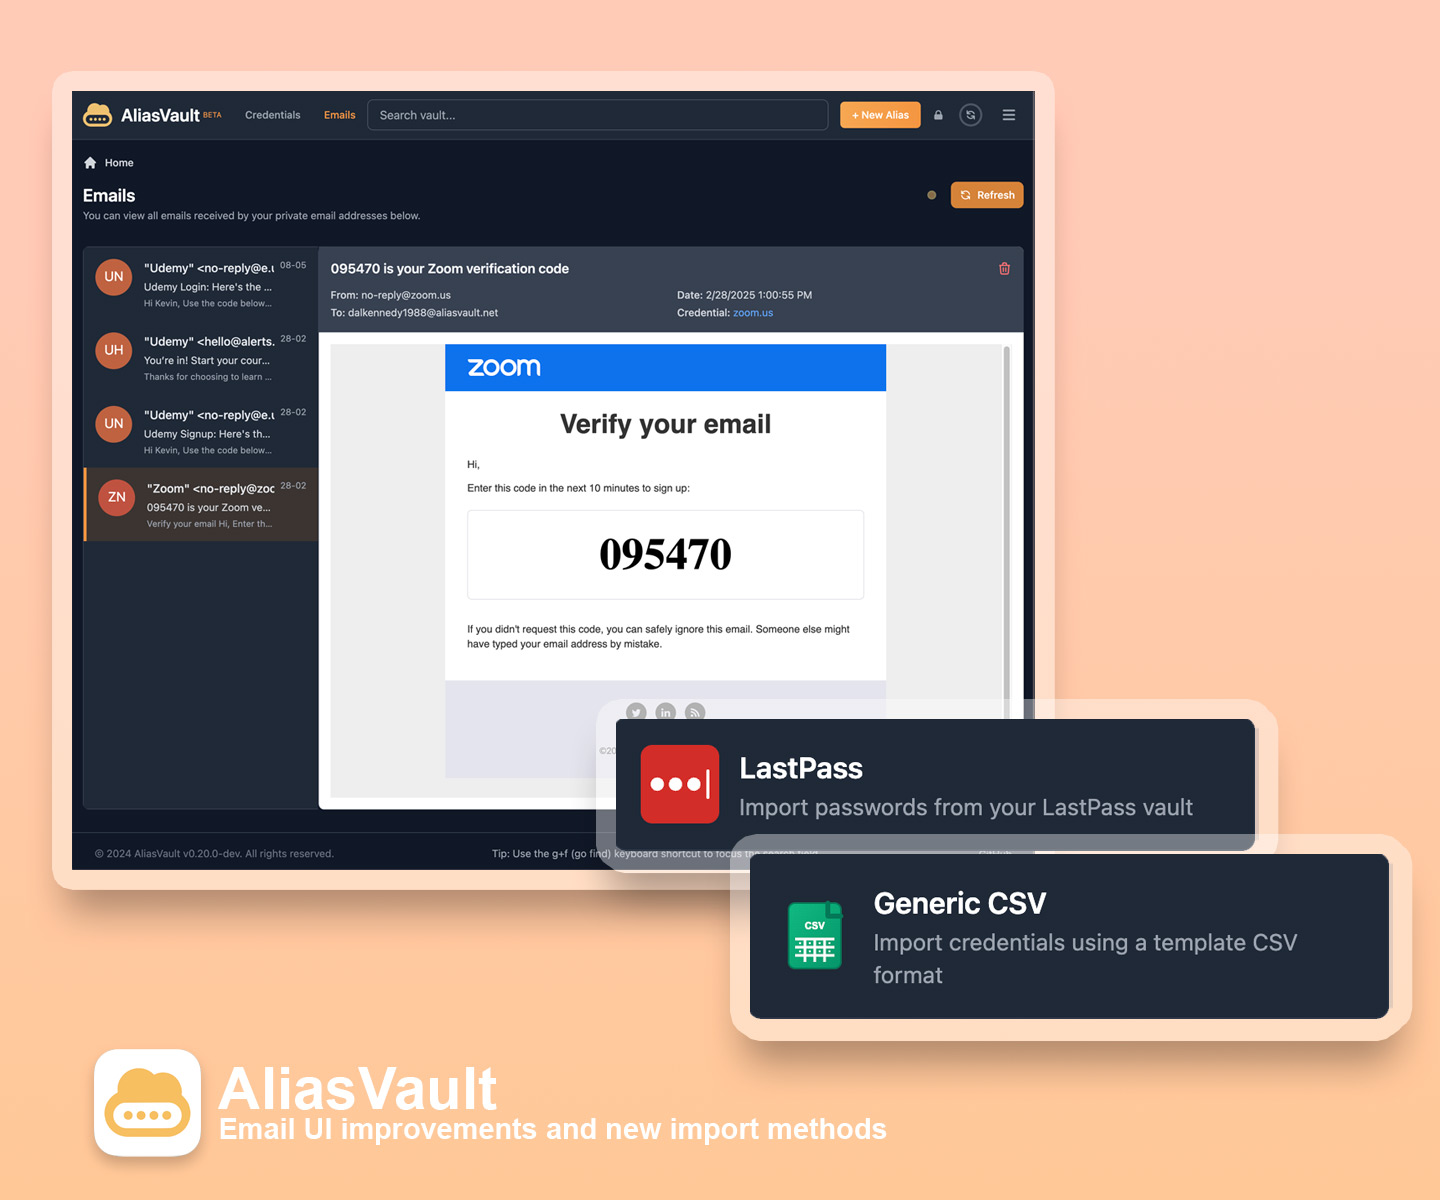 AliasVault BETA
Credentials
Emails
Search vault...
+ New Alias
Home
Emails
You can view all emails received by your private email addresses below.
Refresh
UN
"Udemy" <no-reply@e.u
08-05
Udemy Login: Here's the ...
Hi Kevin, Use the code below...
UH
"Udemy" <hello@alerts.
28-02
You're in! Start your cour...
Thanks for choosing to learn ...
UN
"Udemy" <no-reply@e.u
28-02
Udemy Signup: Here's th...
Hi Kevin, Use the code below...
ZN
"Zoom" <no-reply@zoc
28-02
095470 is your Zoom ve...
Verify your email Hi, Enter th...
095470 is your Zoom verification code
From: no-reply@zoom.us
Date: 2/28/2025 1:00:55 PM
To: dalkennedy1988@aliasvault.net
Credential: zoom.us
zoom
Verify your email
Hi,
Enter this code in the next 10 minutes to sign up:
095470
If you didn't request this code, you can safely ignore this email. Someone else might
have typed your email address by mistake.
in
©20
© 2024 AliasVault v0.20.0-dev. All rights reserved.
Tip: Use the g+f (go find) keyboard shortcut to focus the search field
GitHub
LastPass
Import passwords from your LastPass vault
CSV
Generic CSV
Import credentials using a template CSV
format
AliasVault
Email UI improvements and new import methods